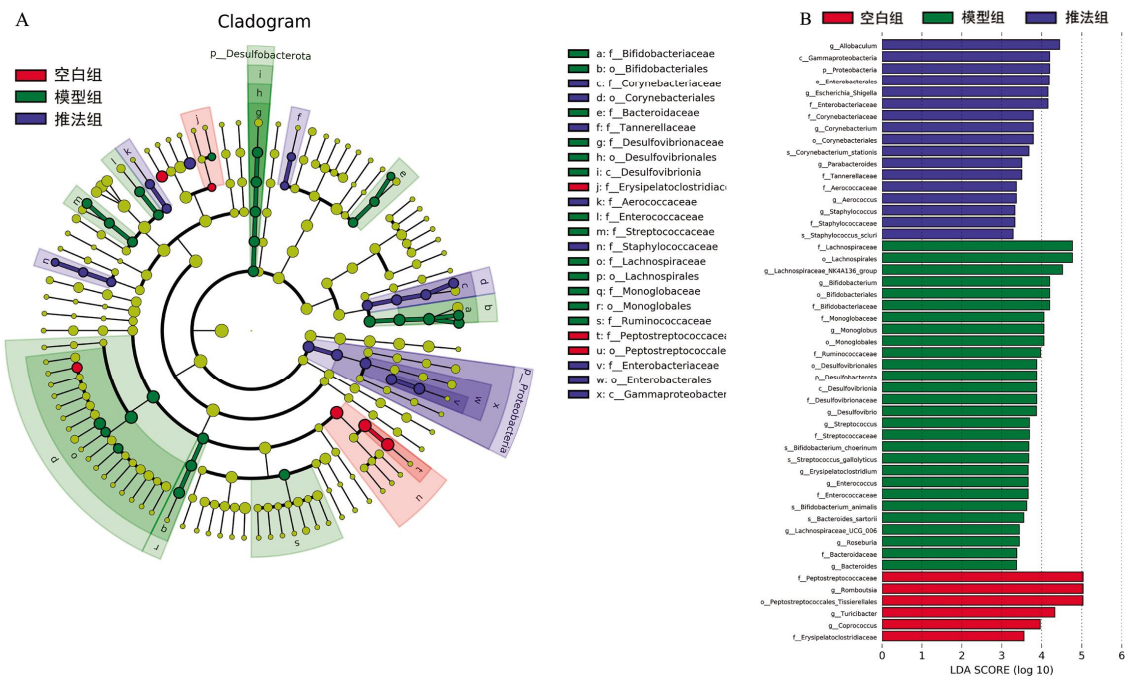 A
Cladogram
空白组
模型组
推法组
p__Desulfobacterota
i
h
g
f
e
d
c
b
a
p__Proteobacteria
x
w
v
u
t
s
r
q
p
o
n
m
l
k
j
a: f__Bifidobacteriaceae
b: o__Bifidobacteriales
c: f__Corynebacteriaceae
d: o__Corynebacteriales
e: f__Bacteroidaceae
f: f__Tannerellaceae
g: f__Desulfovibrionaceae
h: o__Desulfovibrionales
i: c__Desulfovibrionia
j: f__Erysipelatoclostridiac
k: f__Aerococcaceae
l: f__Enterococcaceae
m: f__Streptococcaceae
n: f__Staphylococcaceae
o: f__Lachnospiraceae
p: o__Lachnospirales
q: f__Monoglobaceae
r: o__Monoglobales
s: f__Ruminococcaceae
t: f__Peptostreptococcacea
u: o__Peptostreptococcale
v: f__Enterobacteriaceae
w: o__Enterobacterales
x: c__Gammaproteobacter
B
空白组 模型组 推法组
g__Allobaculum
c__Gammaproteobacteria
p__Proteobacteria
o__Enterobacterales
g__Escherichia_Shigella
f__Enterobacteriaceae
f__Corynebacteriaceae
g__Corynebacterium
o__Corynebacteriales
s__Corynebacterium_stationis
g__Parabacteroides
f__Tannerellaceae
f__Aerococcaceae
g__Aerococcus
g__Staphylococcus
f__Staphylococcaceae
s__Staphylococcus_sciuri
f__Lachnospiraceae
o__Lachnospirales
g__Lachnospiraceae_NK4A136_group
g__Bifidobacterium
o__Bifidobacteriales
f__Bifidobacteriaceae
f__Monoglobaceae
g__Monoglobus
o__Monoglobales
f__Ruminococcaceae
o__Desulfovibrionales
p__Desulfobacterota
c__Desulfovibrionia
f__Desulfovibrionaceae
g__Desulfovibrio
g__Streptococcus
f__Streptococcaceae
s__Bifidobacterium_choerinum
s__Streptococcus_gallolyticus
g__Erysipelatoclostridium
g__Enterococcus
f__Enterococcaceae
s__Bifidobacterium_animalis
s__Bacteroides_sartorii
g__Lachnospiraceae_UCG_006
g__Roseburia
f__Bacteroidaceae
g__Bacteroides
f__Peptostreptococcaceae
g__Romboutsia
o__Peptostreptococcales_Tissierellales
g__Turicibacter
g__Coprococcus
f__Erysipelatoclostridiaceae
0 1 2 3 4 5 6
LDA SCORE (log 10)